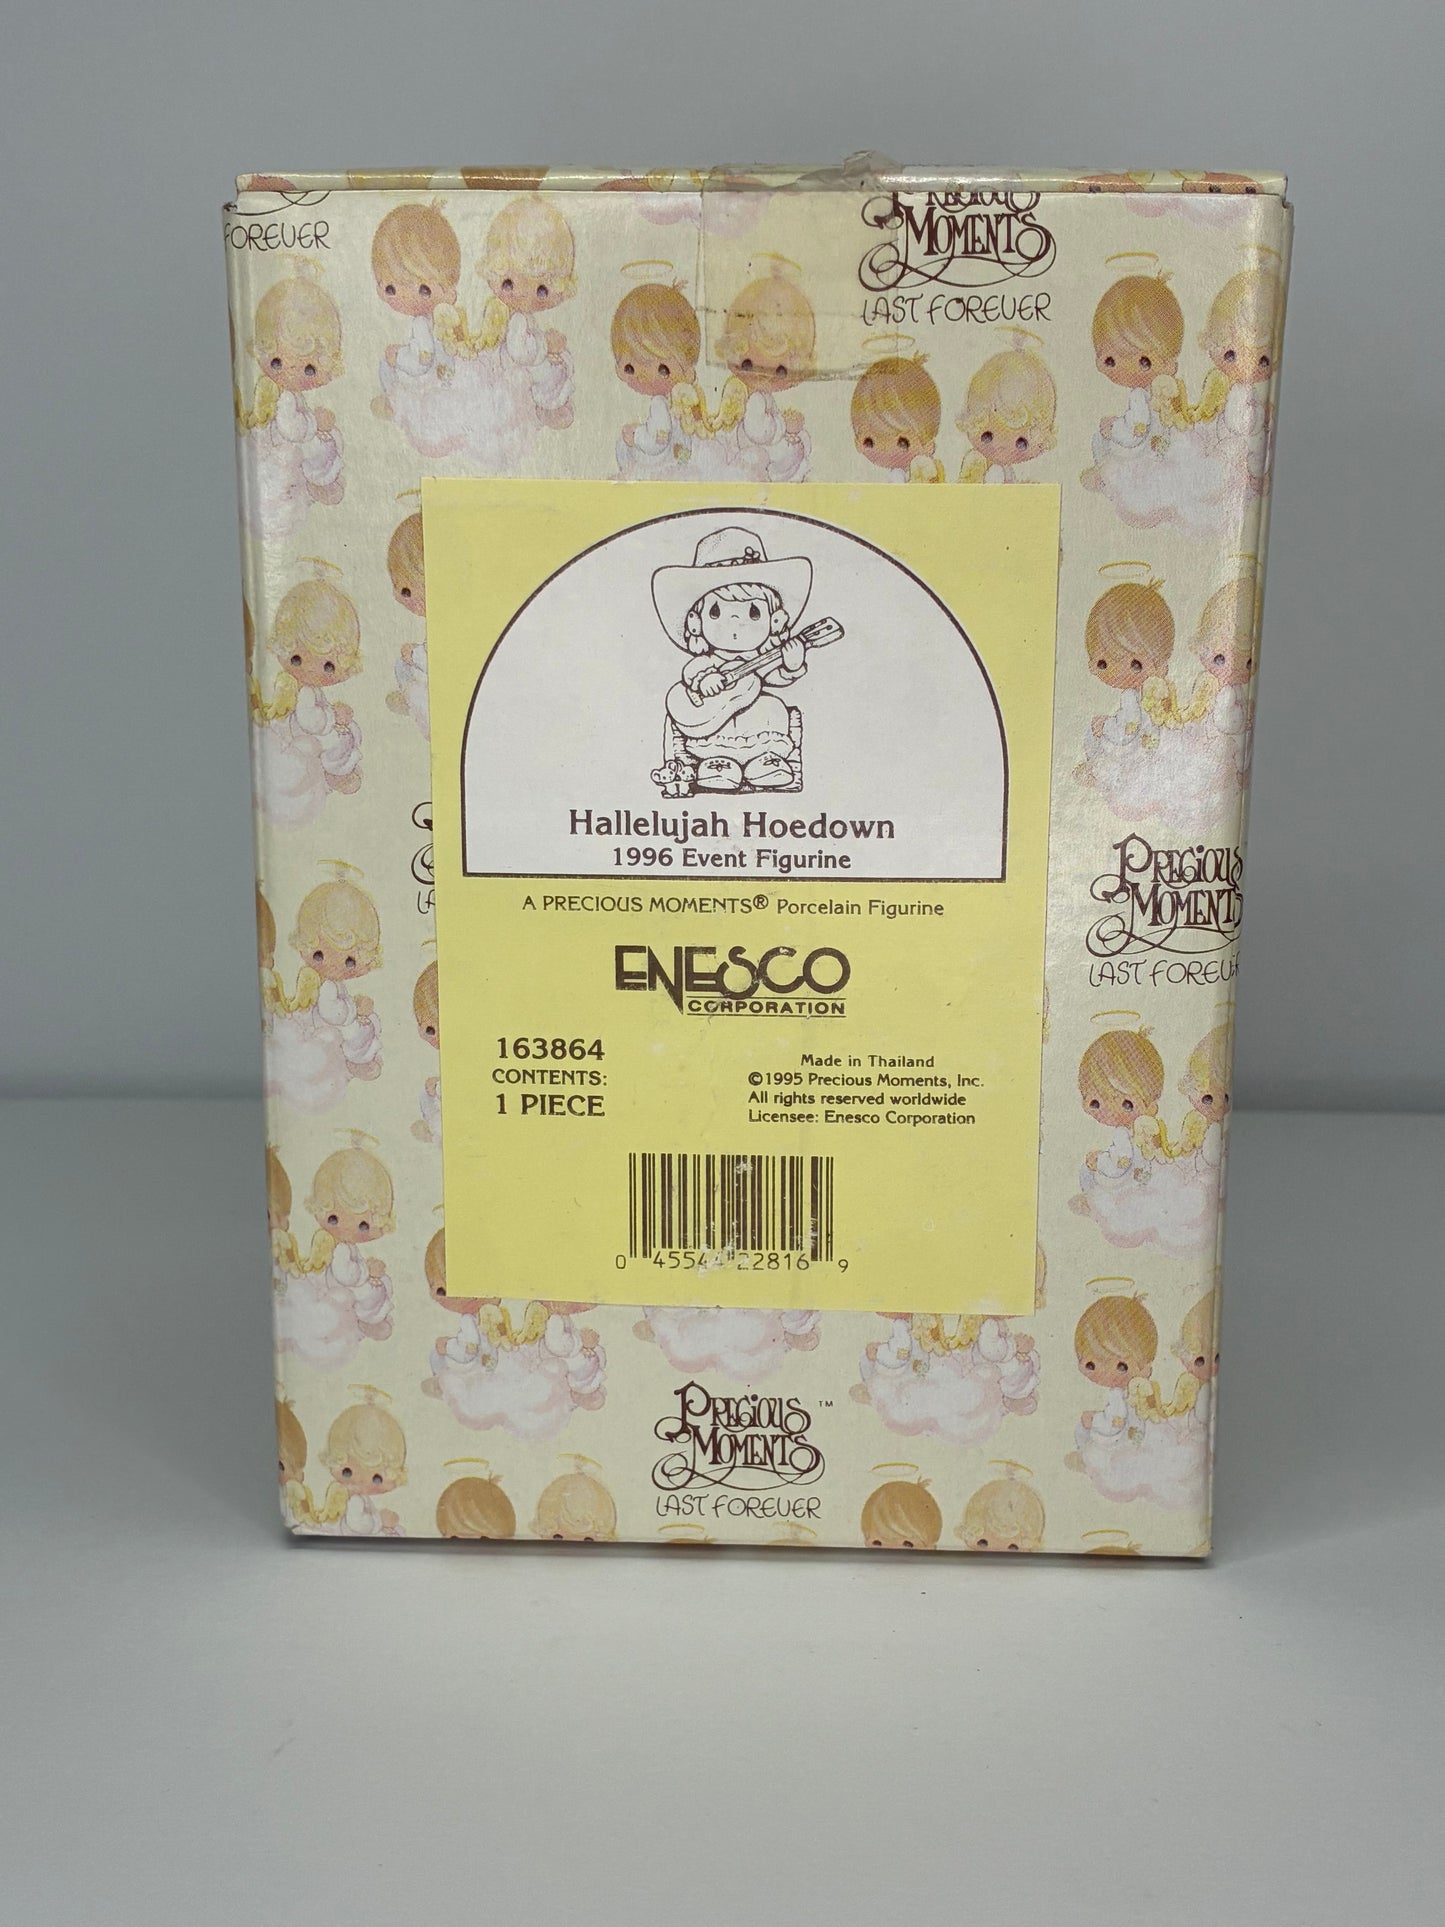 FOREVER
PRECIOUS
MOMENTS
LAST FOREVER
Hallelujah Hoedown
1996 Event Figurine
A PRECIOUS MOMENTS® Porcelain Figurine
ENESCO
CORPORATION
163864
CONTENTS:
1 PIECE
Made in Thailand
©1995 Precious Moments, Inc.
All rights reserved worldwide
Licensee: Enesco Corporation
0 45544 22816 9
PRECIOUS
MOMENTS
LAST FOREVER
PRECIOUS ™
MOMENTS
LAST FOREVER